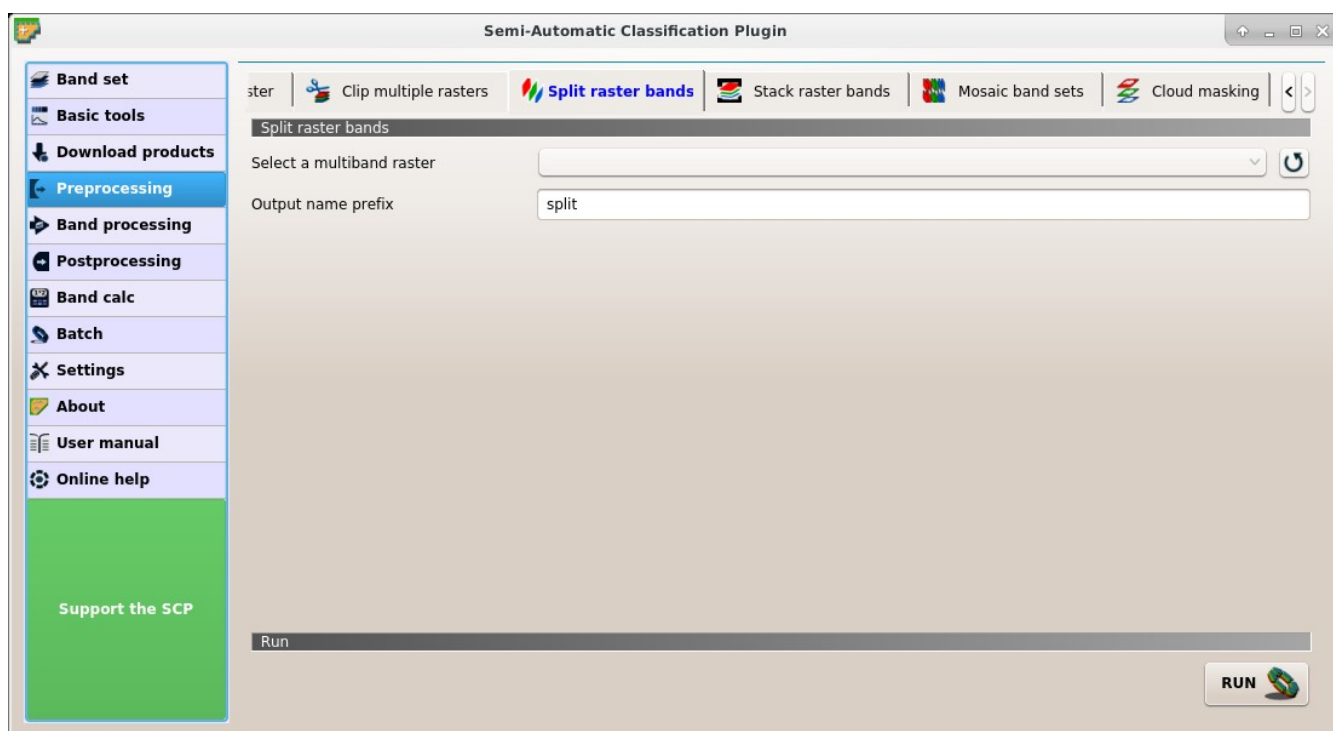 Semi-Automatic Classification Plugin
Band set
Basic tools
Download products
Preprocessing
Band processing
Postprocessing
Band calc
Batch
Settings
About
User manual
Online help
Support the SCP
ster Clip multiple rasters Split raster bands Stack raster bands Mosaic band sets Cloud masking < >
Split raster bands
Select a multiband raster
Output name prefix split
Run
RUN